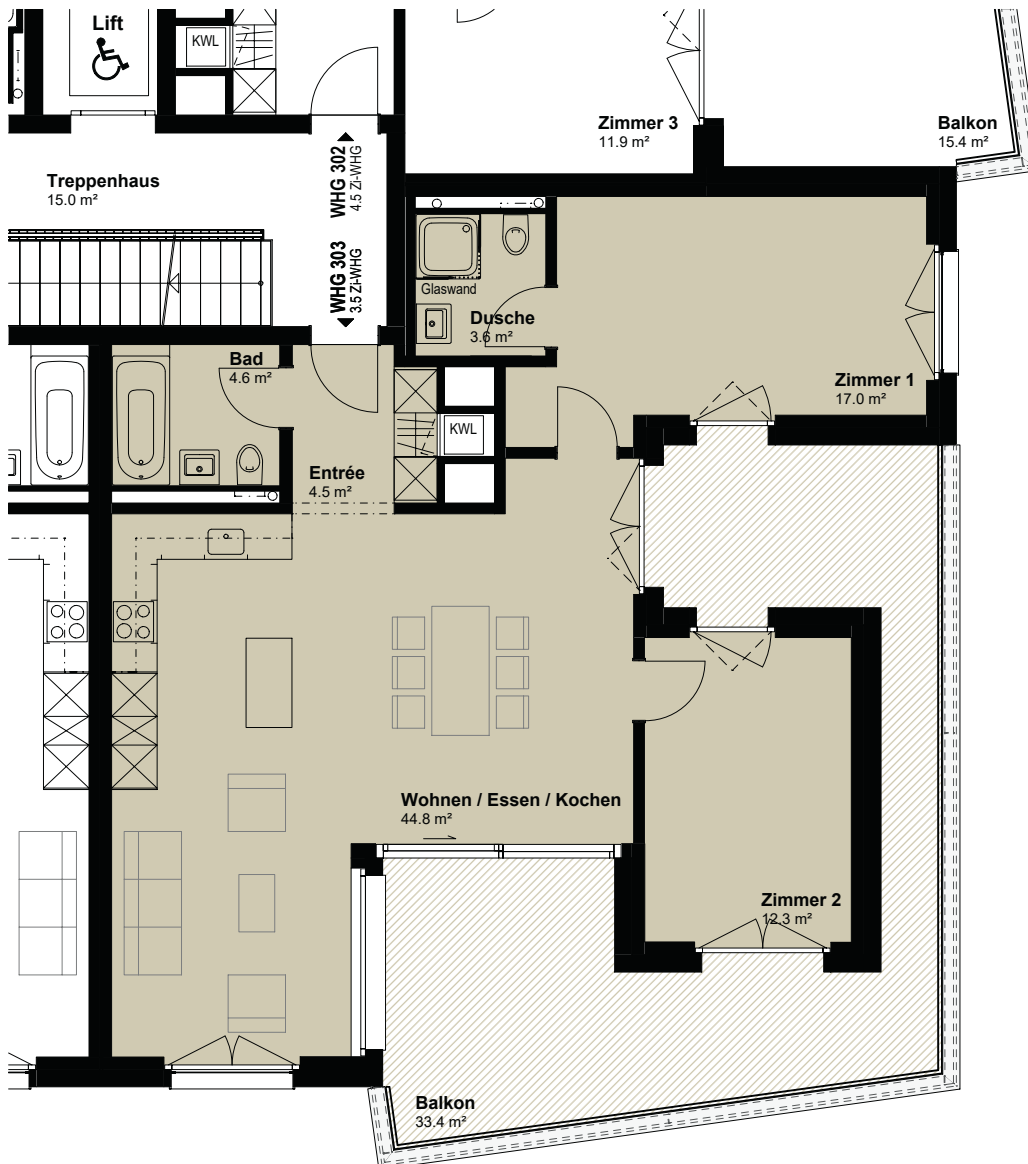 Lift
KWL
Zimmer 3
11.9 m²
Balkon
15.4 m²
Treppenhaus
15.0 m²
WHG 302
4.5 Zi-WHG
WHG 303
3.5 Zi-WHG
Glaswand
Dusche
3.6 m²
Bad
4.6 m²
Zimmer 1
17.0 m²
KWL
Entrée
4.5 m²
Wohnen / Essen / Kochen
44.8 m²
Zimmer 2
12.3 m²
Balkon
33.4 m²